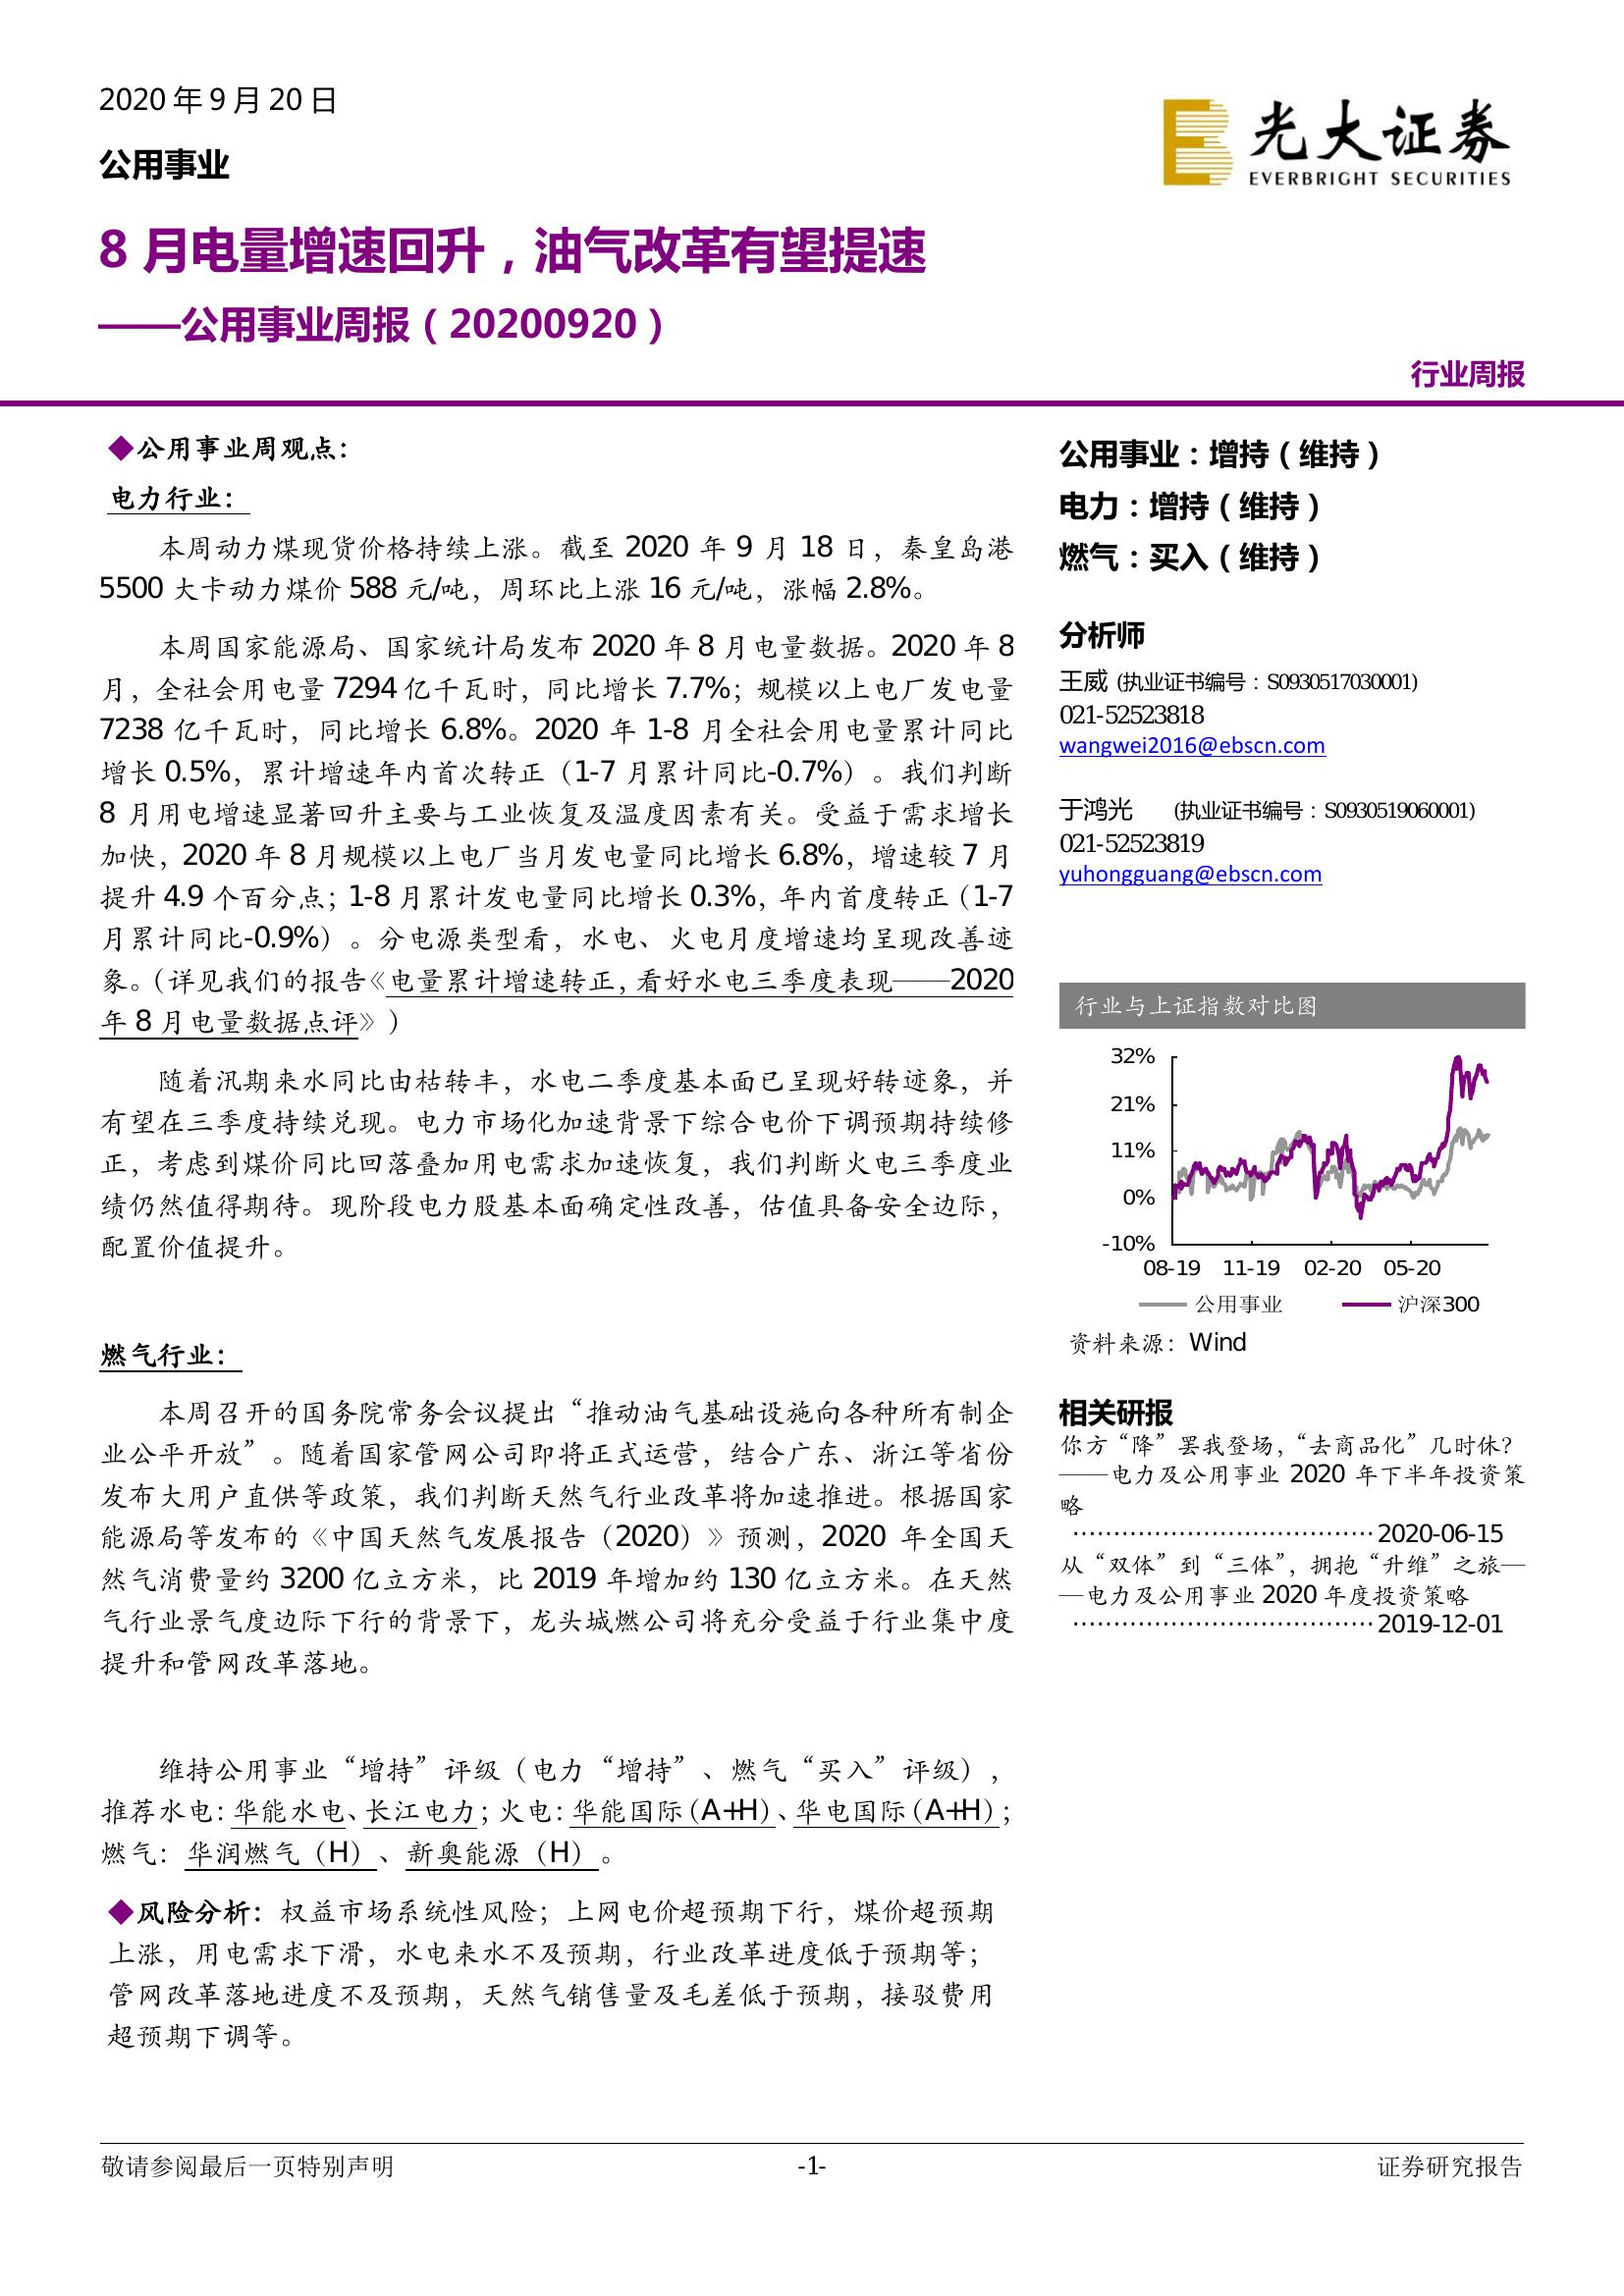 2020 年 9 月 20 日
公用事业
光大证券
EVERBRIGHT SECURITIES
8 月电量增速回升，油气改革有望提速
——公用事业周报（20200920）
行业周报
◆公用事业周观点：
电力行业：
本周动力煤现货价格持续上涨。截至 2020 年 9 月 18 日，秦皇岛港
5500 大卡动力煤价 588 元/吨，周环比上涨 16 元/吨，涨幅 2.8%。
本周国家能源局、国家统计局发布 2020 年 8 月电量数据。2020 年 8
月，全社会用电量 7294 亿千瓦时，同比增长 7.7%；规模以上电厂发电量
7238 亿千瓦时，同比增长 6.8%。2020 年 1-8 月全社会用电量累计同比
增长 0.5%，累计增速年内首次转正（1-7 月累计同比-0.7%）。我们判断
8 月用电增速显著回升主要与工业恢复及温度因素有关。受益于需求增长
加快，2020 年 8 月规模以上电厂当月发电量同比增长 6.8%，增速较 7 月
提升 4.9 个百分点；1-8 月累计发电量同比增长 0.3%，年内首度转正（1-7
月累计同比-0.9%）。分电源类型看，水电、火电月度增速均呈现改善迹
象。（详见我们的报告《电量累计增速转正，看好水电三季度表现——2020
年 8 月电量数据点评》）
随着汛期来水同比由枯转丰，水电二季度基本面已呈现好转迹象，并
有望在三季度持续兑现。电力市场化加速背景下综合电价下调预期持续修
正，考虑到煤价同比回落叠加用电需求加速恢复，我们判断火电三季度业
绩仍然值得期待。现阶段电力股基本面确定性改善，估值具备安全边际，
配置价值提升。
燃气行业：
本周召开的国务院常务会议提出“推动油气基础设施向各种所有制企
业公平开放”。随着国家管网公司即将正式运营，结合广东、浙江等省份
发布大用户直供等政策，我们判断天然气行业改革将加速推进。根据国家
能源局等发布的《中国天然气发展报告（2020）》预测，2020 年全国天
然气消费量约 3200 亿立方米，比 2019 年增加约 130 亿立方米。在天然
气行业景气度边际下行的背景下，龙头城燃公司将充分受益于行业集中度
提升和管网改革落地。
维持公用事业“增持”评级（电力“增持”、燃气“买入”评级），
推荐水电：华能水电、长江电力；火电：华能国际（A+H）、华电国际（A+H）；
燃气：华润燃气（H）、新奥能源（H）。
◆风险分析：权益市场系统性风险；上网电价超预期下行，煤价超预期
上涨，用电需求下滑，水电来水不及预期，行业改革进度低于预期等；
管网改革落地进度不及预期，天然气销售量及毛差低于预期，接驳费用
超预期下调等。
公用事业：增持（维持）
电力：增持（维持）
燃气：买入（维持）
分析师
王威 (执业证书编号：S0930517030001)
021-52523818
wangwei2016@ebscn.com
于鸿光 (执业证书编号：S0930519060001)
021-52523819
yuhongguang@ebscn.com
行业与上证指数对比图
32%
21%
11%
0%
-10%
08-19 11-19 02-20 05-20
公用事业 沪深300
资料来源：Wind
相关研报
你方“降”罢我登场，“去商品化”几时休？
——电力及公用事业 2020 年下半年投资策
略
·····································2020-06-15
从“双体”到“三体”，拥抱“升维”之旅—
—电力及公用事业 2020 年度投资策略
·····································2019-12-01
敬请参阅最后一页特别声明 -1- 证券研究报告